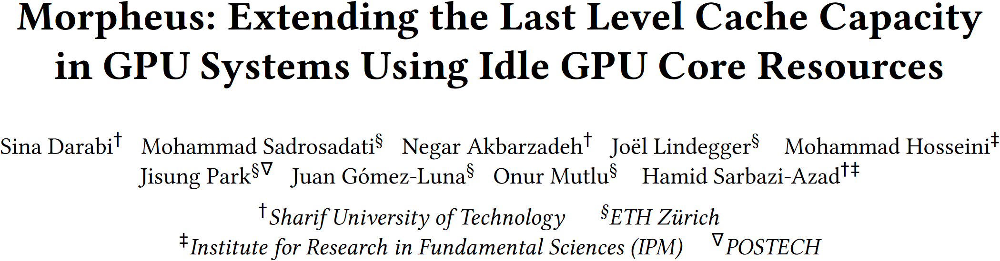 Morpheus: Extending the Last Level Cache Capacity
in GPU Systems Using Idle GPU Core Resources
Sina Darabi† Mohammad Sadrosadati§ Negar Akbarzadeh† Joël Lindegger§ Mohammad Hosseini‡
Jisung Park§∇ Juan Gómez-Luna§ Onur Mutlu§ Hamid Sarbazi-Azad†‡
†Sharif University of Technology §ETH Zürich
‡Institute for Research in Fundamental Sciences (IPM) ∇POSTECH